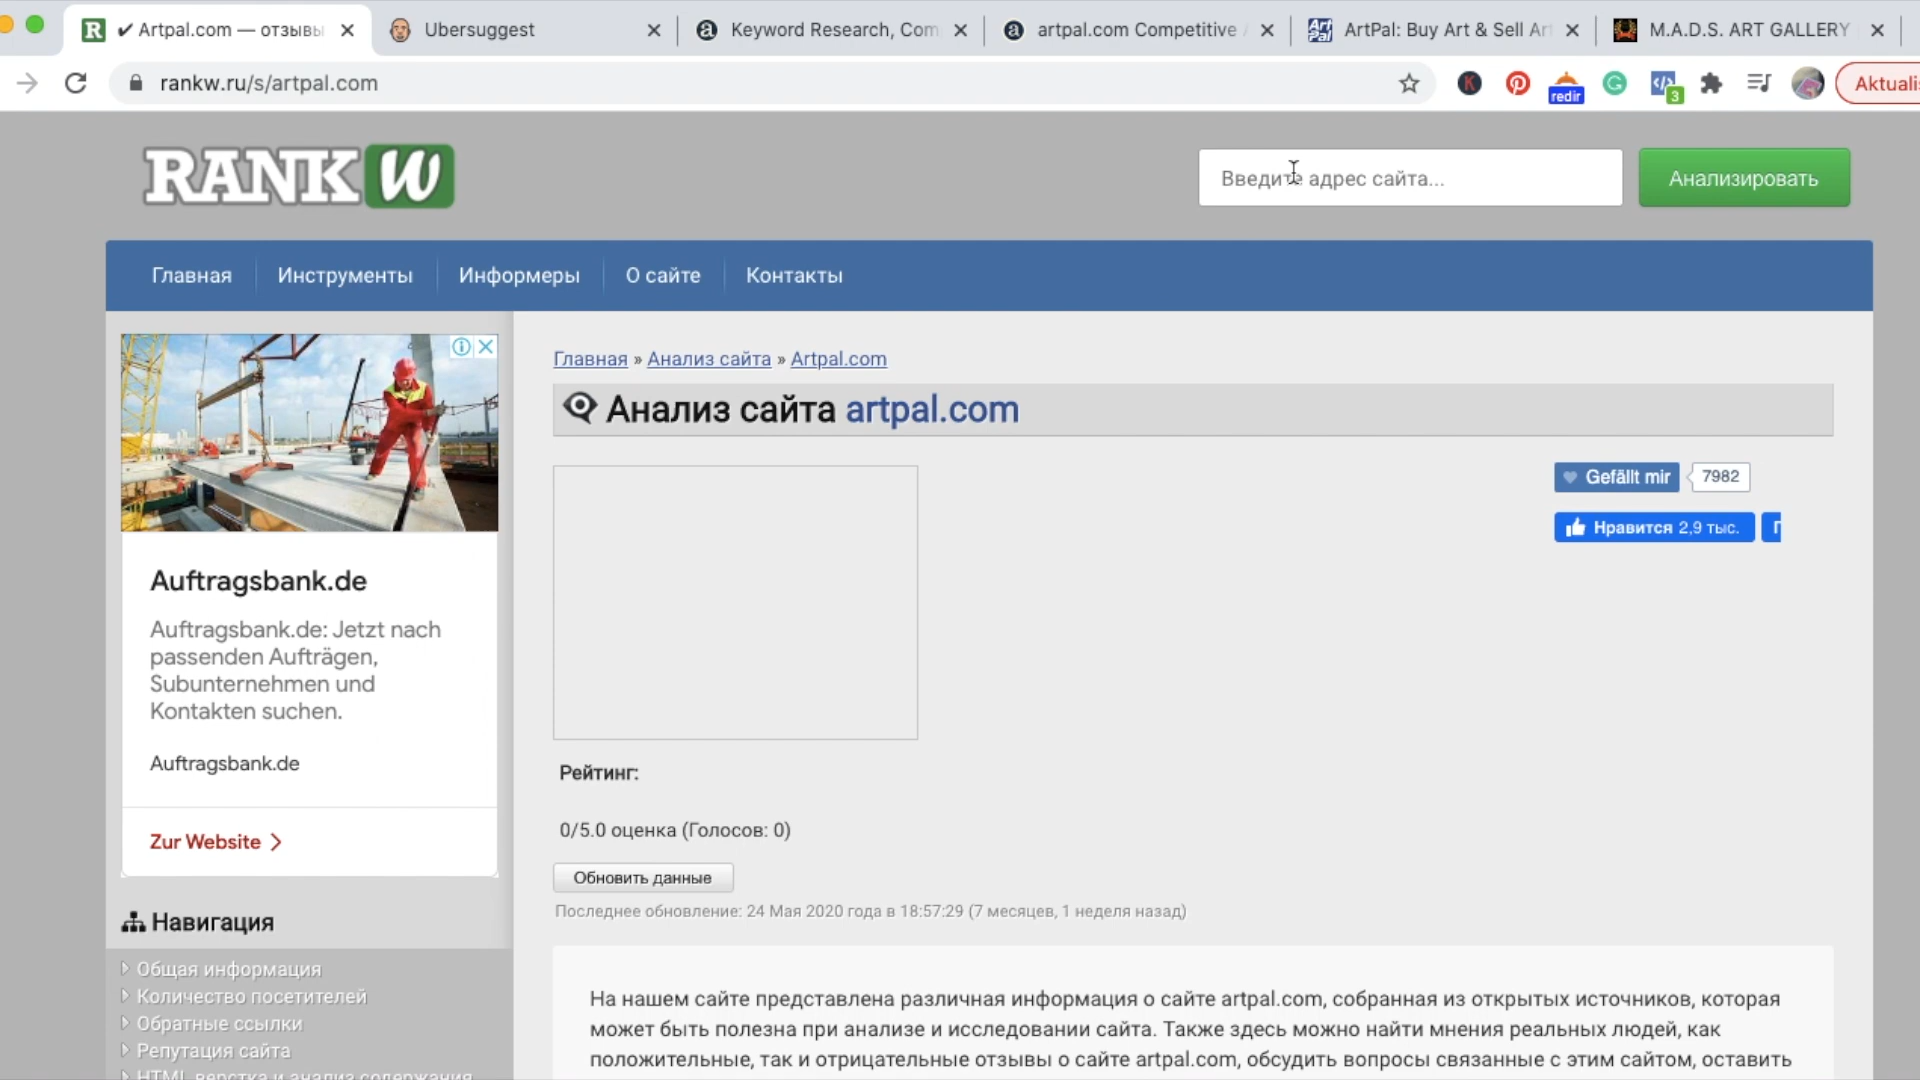 ✔ Artpal.com — отзывы
Ubersuggest
Keyword Research, Com
artpal.com Competitive
ArtPal: Buy Art & Sell Art
M.A.D.S. ART GALLERY
rankw.ru/s/artpal.com
redir
3
Aktualis
RANK W
Введите адрес сайта...
Анализировать
Главная
Инструменты
Информеры
О сайте
Контакты
Главная » Анализ сайта » Artpal.com
Анализ сайта artpal.com
Gefällt mir
7982
Нравится 2,9 тыс.
Auftragsbank.de
Auftragsbank.de: Jetzt nach
passenden Aufträgen,
Subunternehmen und
Kontakten suchen.
Auftragsbank.de
Zur Website
Рейтинг:
0/5.0 оценка (Голосов: 0)
Обновить данные
Последнее обновление: 24 Мая 2020 года в 18:57:29 (7 месяцев, 1 неделя назад)
Навигация
Общая информация
Количество посетителей
Обратные ссылки
Репутация сайта
HTML верстка и анализ содержания
На нашем сайте представлена различная информация о сайте artpal.com, собранная из открытых источников, которая
может быть полезна при анализе и исследовании сайта. Также здесь можно найти мнения реальных людей, как
положительные, так и отрицательные отзывы о сайте artpal.com, обсудить вопросы связанные с этим сайтом, оставить